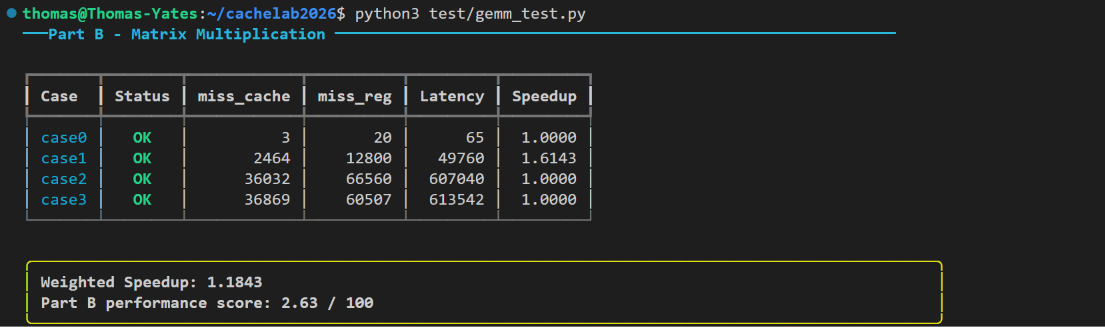 thomas@Thomas-Yates:~/cachelab2026$ python3 test/gemm_test.py
Part B - Matrix Multiplication
Case Status miss_cache miss_reg Latency Speedup
case0 OK 3 20 65 1.0000
case1 OK 2464 12800 49760 1.6143
case2 OK 36032 66560 607040 1.0000
case3 OK 36869 60507 613542 1.0000
Weighted Speedup: 1.1843
Part B performance score: 2.63 / 100